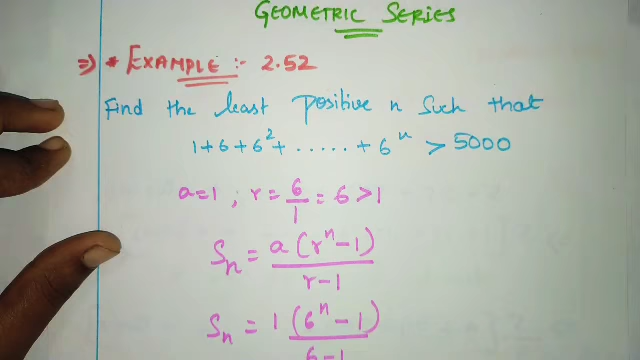 GEOMETRIC SERIES
⇒ * EXAMPLE :- 2.52
Find the least positive n such that
1 + 6 + 6² + ...... + 6ⁿ > 5000
a=1 ; r = 6/1 = 6 > 1
Sₙ = a(rⁿ-1)/r-1
Sₙ = 1(6ⁿ-1)/6-1